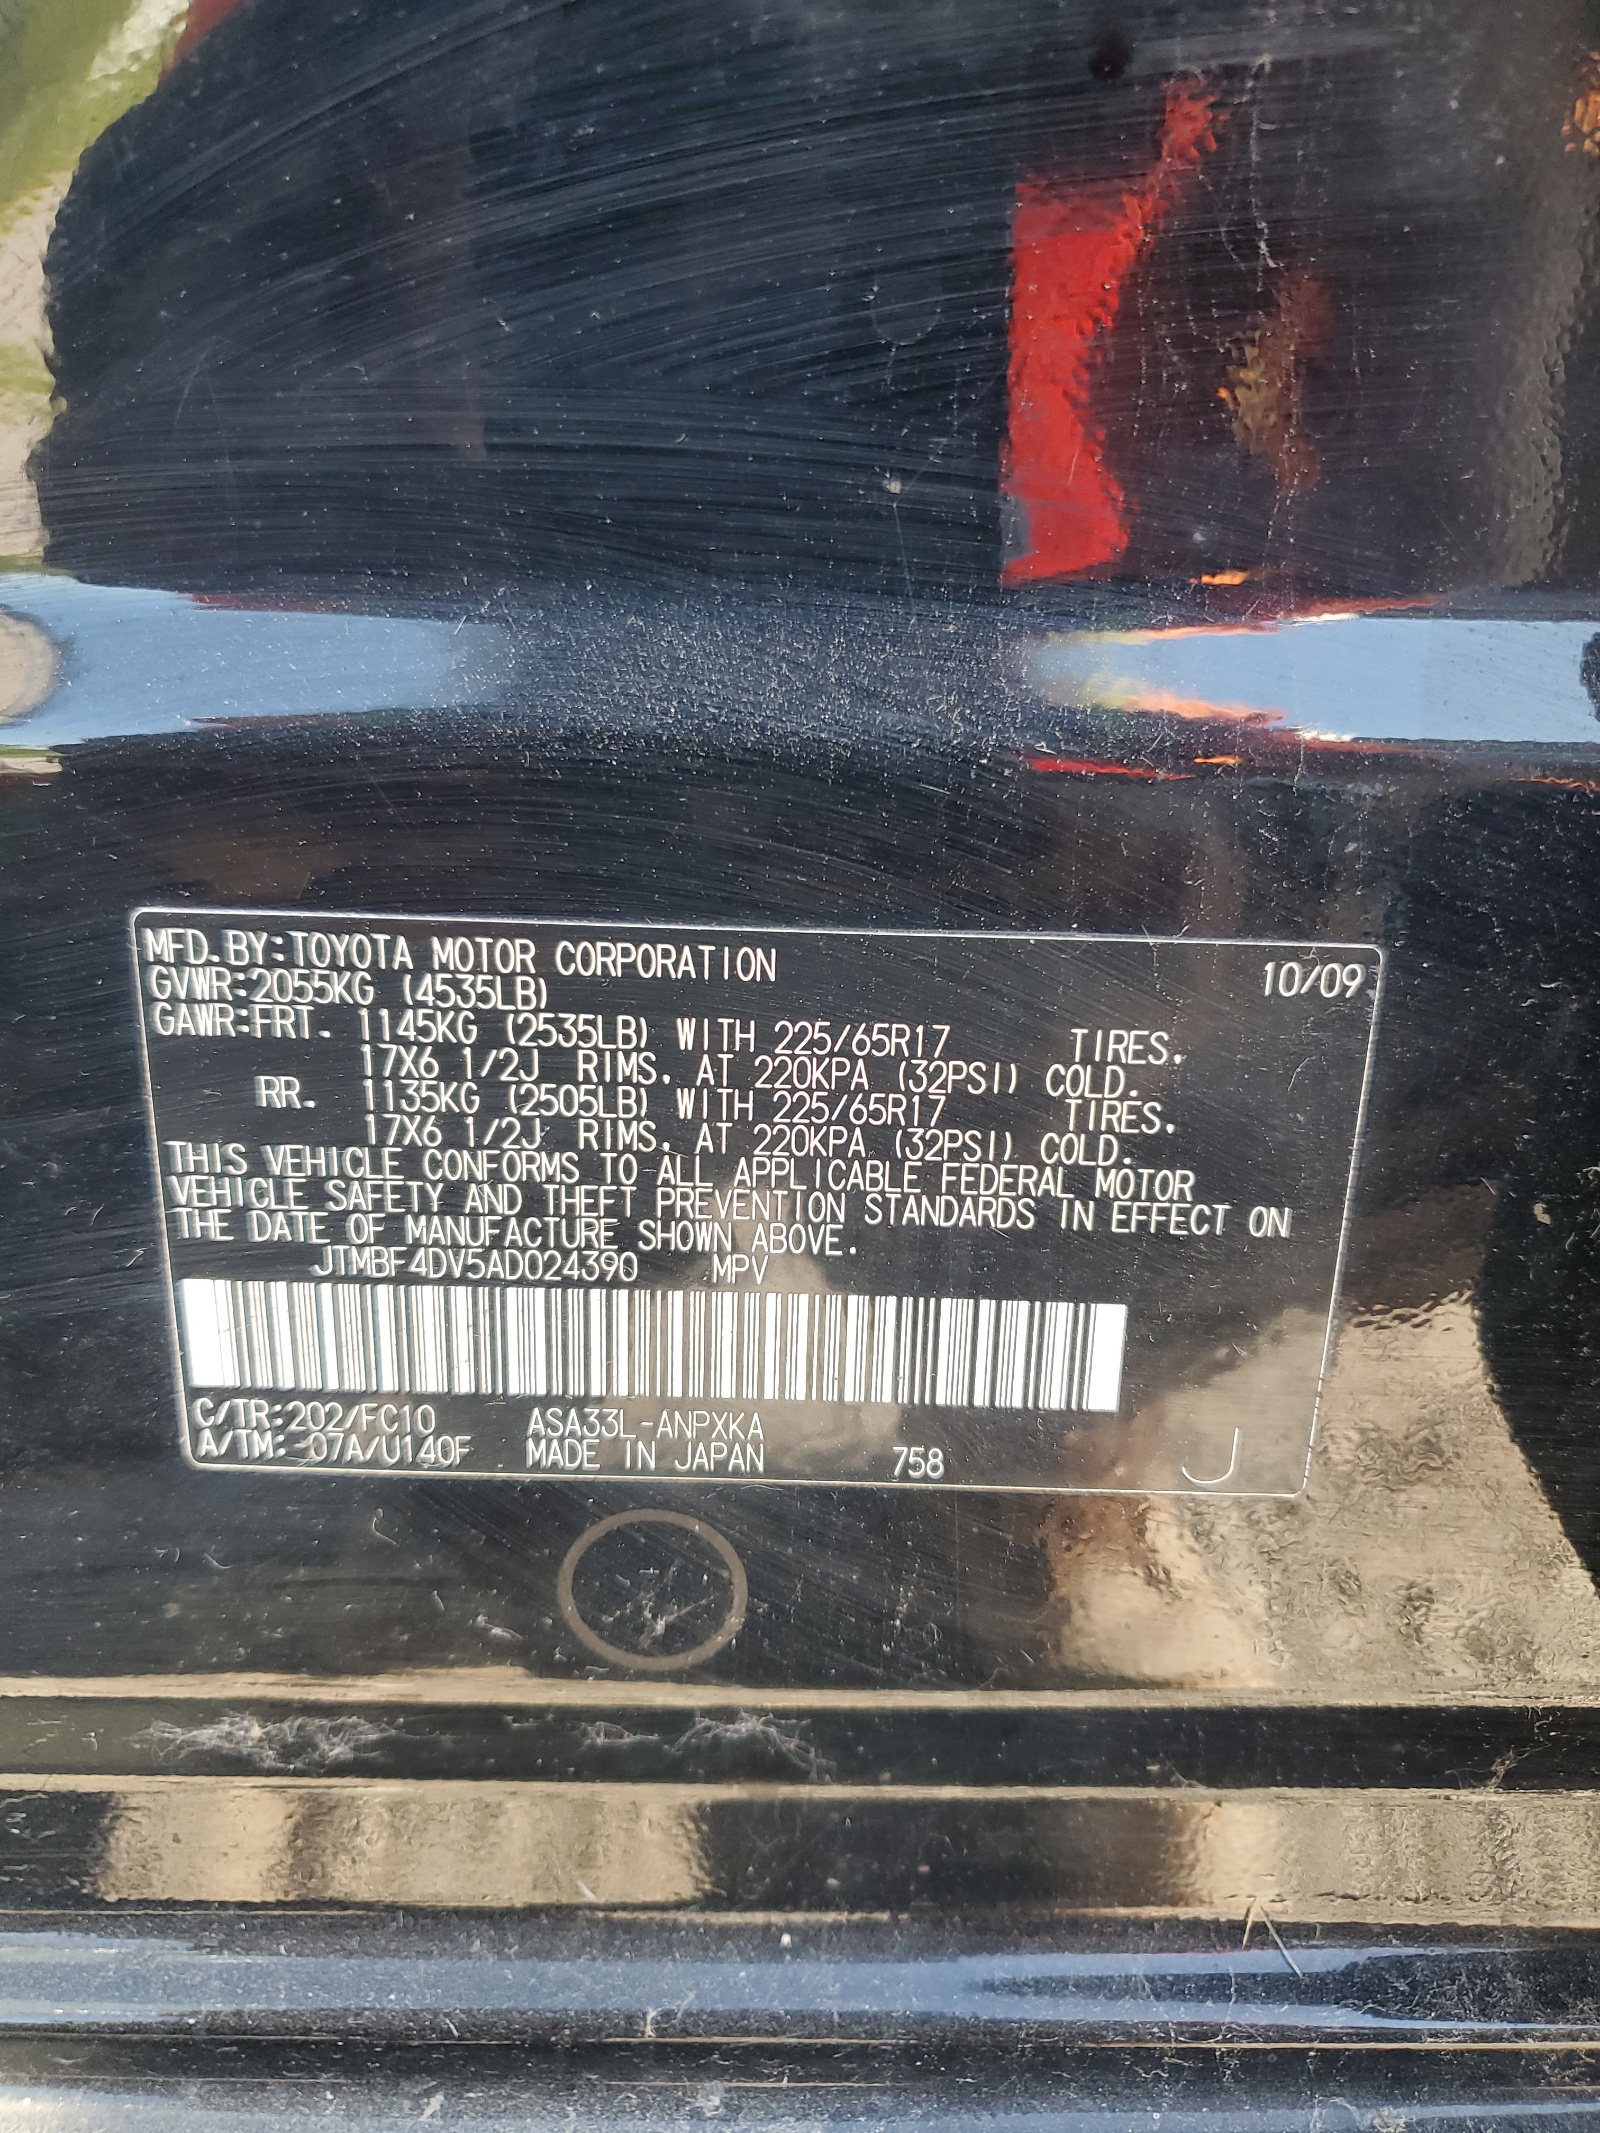 MFD.BY:TOYOTA MOTOR CORPORATION 10/09
GVWR:2055KG (4535LB)
GAWR:FRT. 1145KG (2535LB) WITH 225/65R17 TIRES.
17X6 1/2J RIMS. AT 220KPA (32PSI) COLD.
RR. 1135KG (2505LB) WITH 225/65R17 TIRES.
17X6 1/2J RIMS. AT 220KPA (32PSI) COLD.
THIS VEHICLE CONFORMS TO ALL APPLICABLE FEDERAL MOTOR
VEHICLE SAFETY AND THEFT PREVENTION STANDARDS IN EFFECT ON
THE DATE OF MANUFACTURE SHOWN ABOVE.
JTMBF4DV5AD024390 MPV
C/TR:202/FC10 ASA33L-ANPXKA
A/TM: -07A/U140F MADE IN JAPAN 758 J